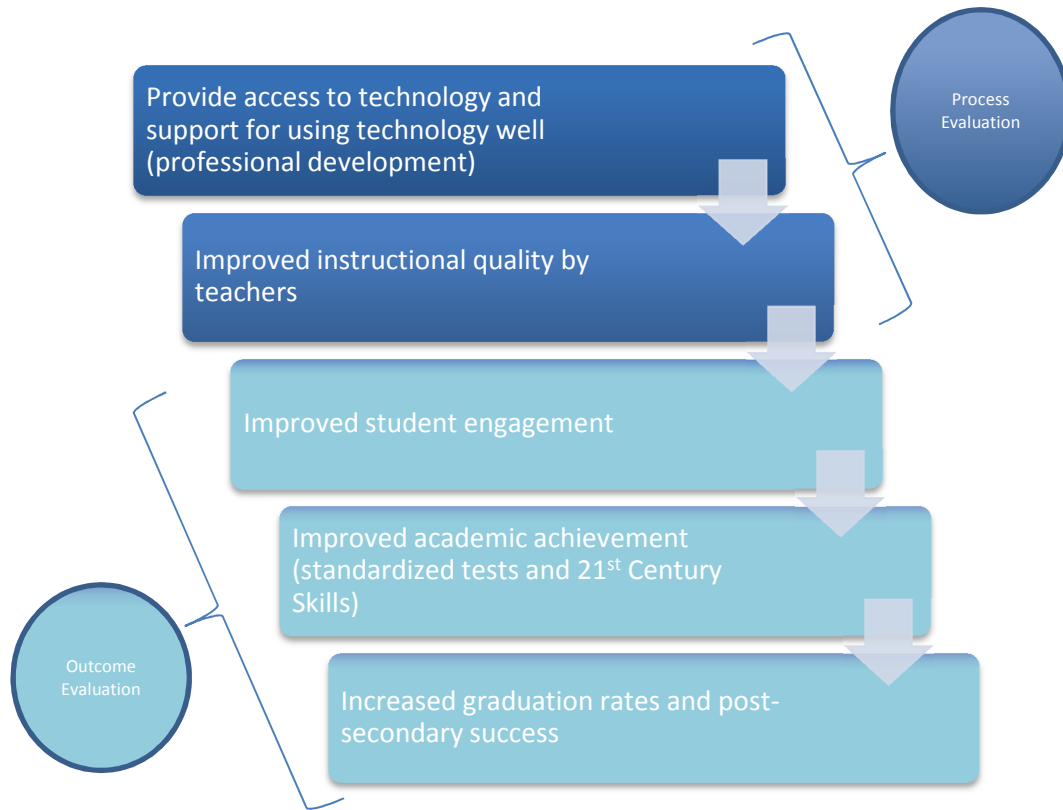 Process
Evaluation
Provide access to technology and
support for using technology well
(professional development)
Improved instructional quality by
teachers
Improved student engagement
Improved academic achievement
(standardized tests and 21st Century
Skills)
Outcome
Evaluation
Increased graduation rates and post-
secondary success